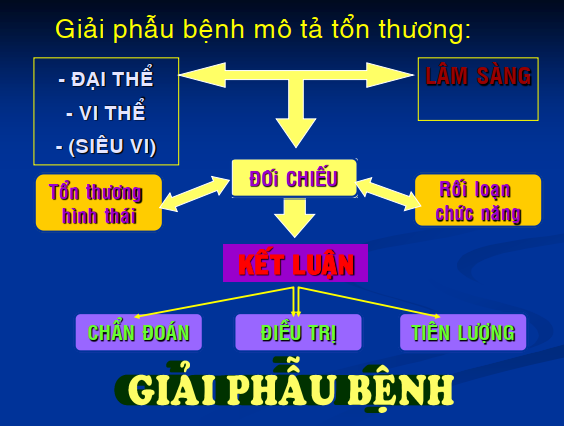 Giải phẫu bệnh mô tả tổn thương:
- ĐẠI THỂ
- VI THỂ
- (SIÊU VI)
LÂM SÀNG
ĐỐi CHIẾU
Tổn thương
hình thái
Rối loạn
chức năng
KẾT LUẬN
CHẨN ĐOÁN
ĐIỀU TRỊ
TIÊN LƯỢNG
GIẢI PHẪU BỆNH